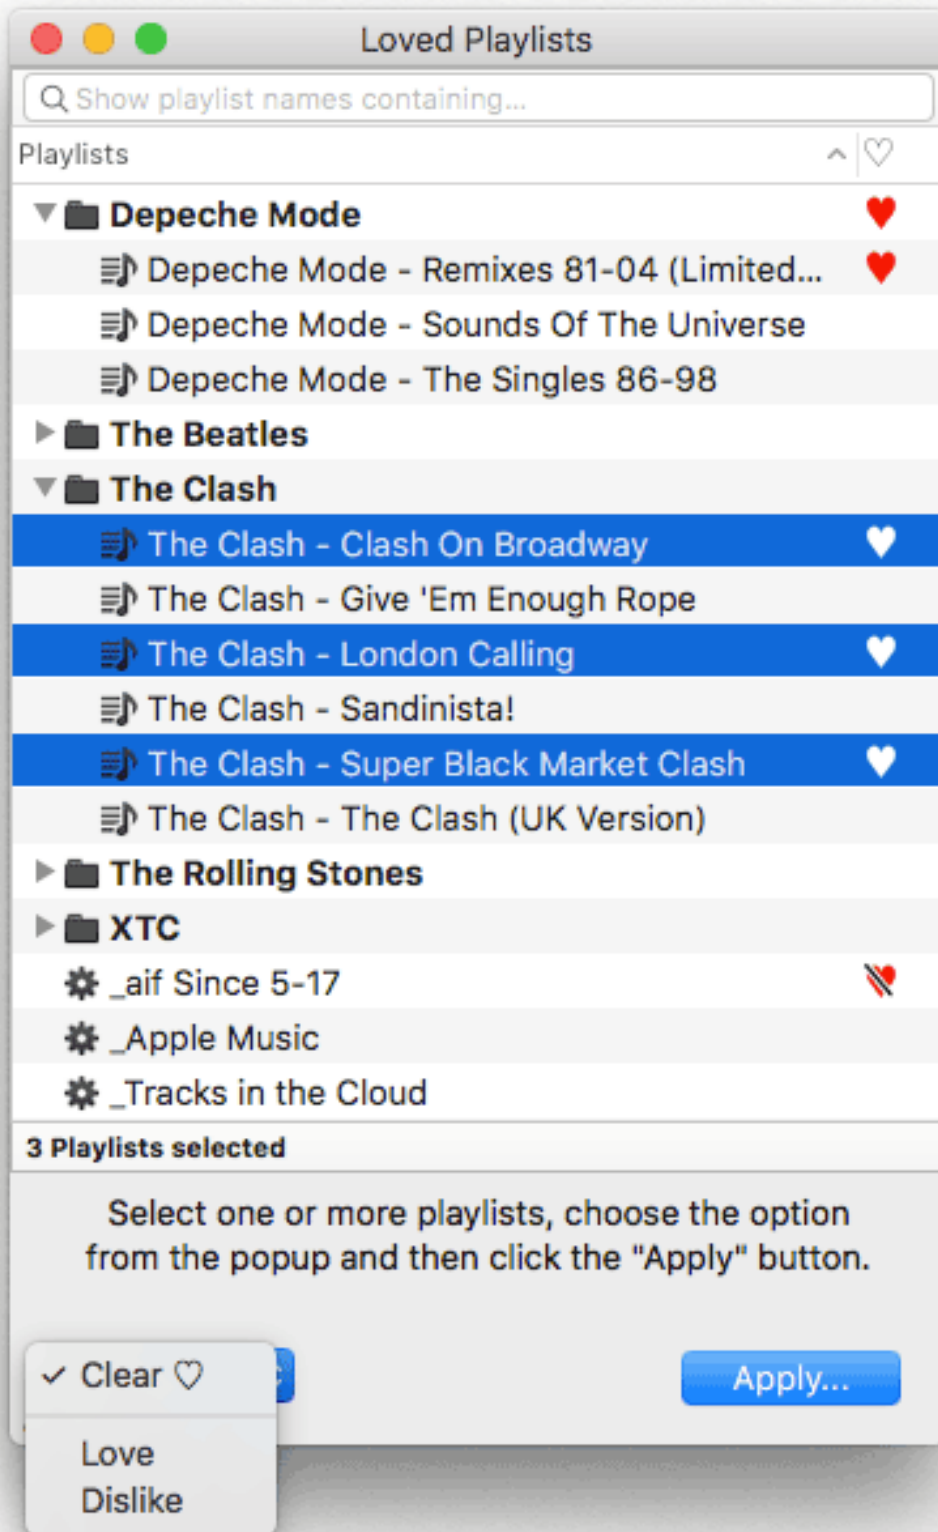 Loved Playlists
Show playlist names containing...
Playlists
Depeche Mode
Depeche Mode - Remixes 81-04 (Limited...
Depeche Mode - Sounds Of The Universe
Depeche Mode - The Singles 86-98
The Beatles
The Clash
The Clash - Clash On Broadway
The Clash - Give 'Em Enough Rope
The Clash - London Calling
The Clash - Sandinista!
The Clash - Super Black Market Clash
The Clash - The Clash (UK Version)
The Rolling Stones
XTC
_aif Since 5-17
_Apple Music
_Tracks in the Cloud
3 Playlists selected
Select one or more playlists, choose the option
from the popup and then click the "Apply" button.
Clear ♡
Apply...
Love
Dislike